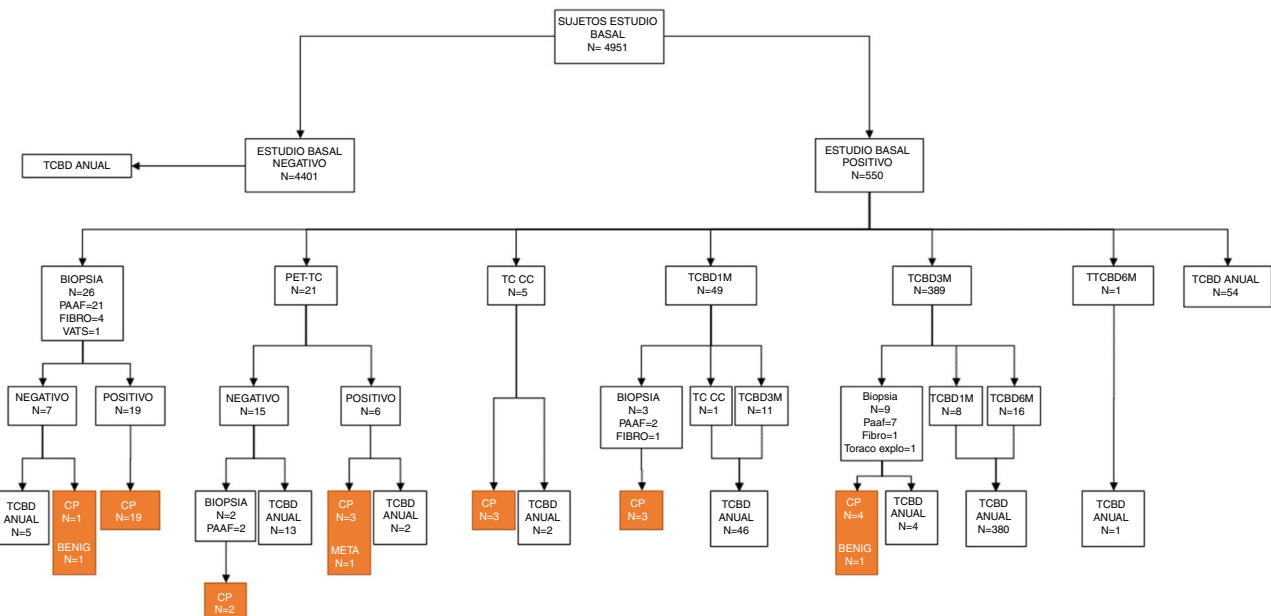 SUJETOS ESTUDIO
BASAL
N= 4951
TCBD ANUAL
ESTUDIO BASAL
NEGATIVO
N=4401
ESTUDIO BASAL
POSITIVO
N=550
BIOPSIA
N=26
PAAF=21
FIBRO=4
VATS=1
PET-TC
N=21
TC CC
N=5
TCBD1M
N=49
TCBD3M
N=389
TTCBD6M
N=1
TCBD ANUAL
N=54
NEGATIVO
N=7
POSITIVO
N=19
NEGATIVO
N=15
POSITIVO
N=6
BIOPSIA
N=3
PAAF=2
FIBRO=1
TC CC
N=1
TCBD3M
N=11
Biopsia
N=9
Paaf=7
Fibro=1
Toraco explo=1
TCBD1M
N=8
TCBD6M
N=16
TCBD
ANUAL
N=5
CP
N=1
BENIG
N=1
CP
N=19
BIOPSIA
N=2
PAAF=2
TCBD
ANUAL
N=13
CP
N=3
META
N=1
TCBD
ANUAL
N=2
CP
N=3
TCBD
ANUAL
N=2
CP
N=3
TCBD
ANUAL
N=46
CP
N=4
BENIG
N=1
TCBD
ANUAL
N=4
TCBD
ANUAL
N=380
TCBD
ANUAL
N=1
CP
N=2